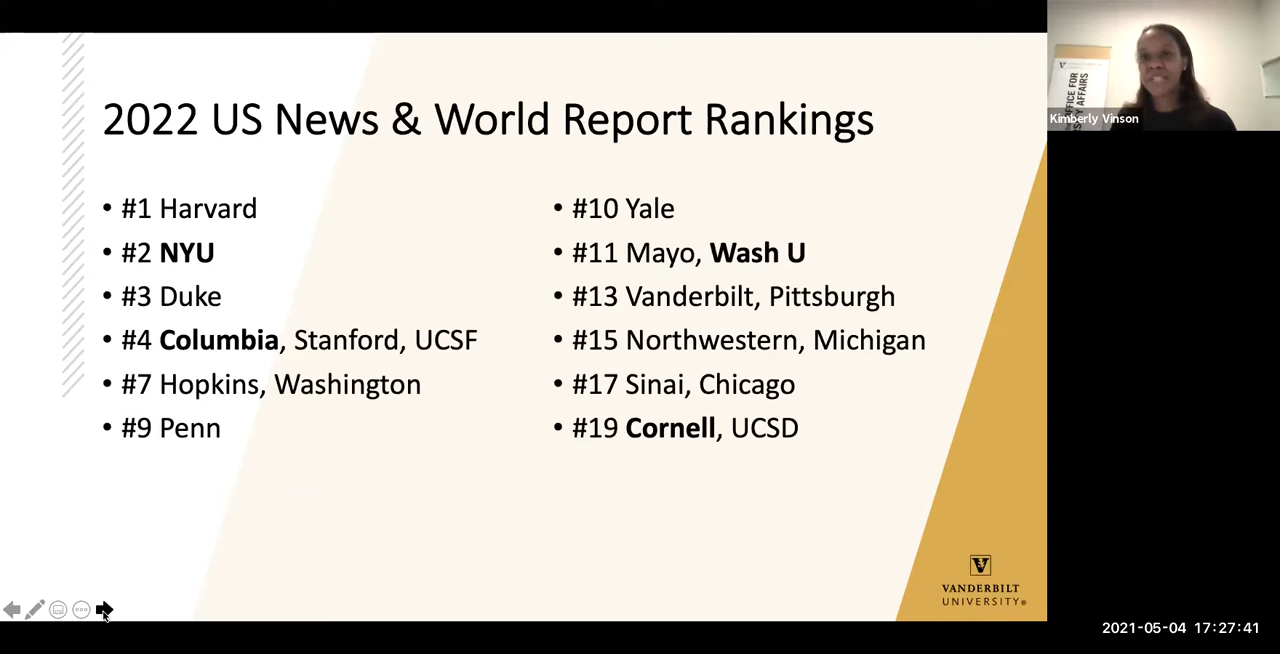 2022 US News & World Report Rankings
• #1 Harvard
• #2 NYU
• #3 Duke
• #4 Columbia, Stanford, UCSF
• #7 Hopkins, Washington
• #9 Penn
• #10 Yale
• #11 Mayo, Wash U
• #13 Vanderbilt, Pittsburgh
• #15 Northwestern, Michigan
• #17 Sinai, Chicago
• #19 Cornell, UCSD
V
VANDERBILT
UNIVERSITY®
Kimberly Vinson
AFFAIRS
2021-05-04 17:27:41